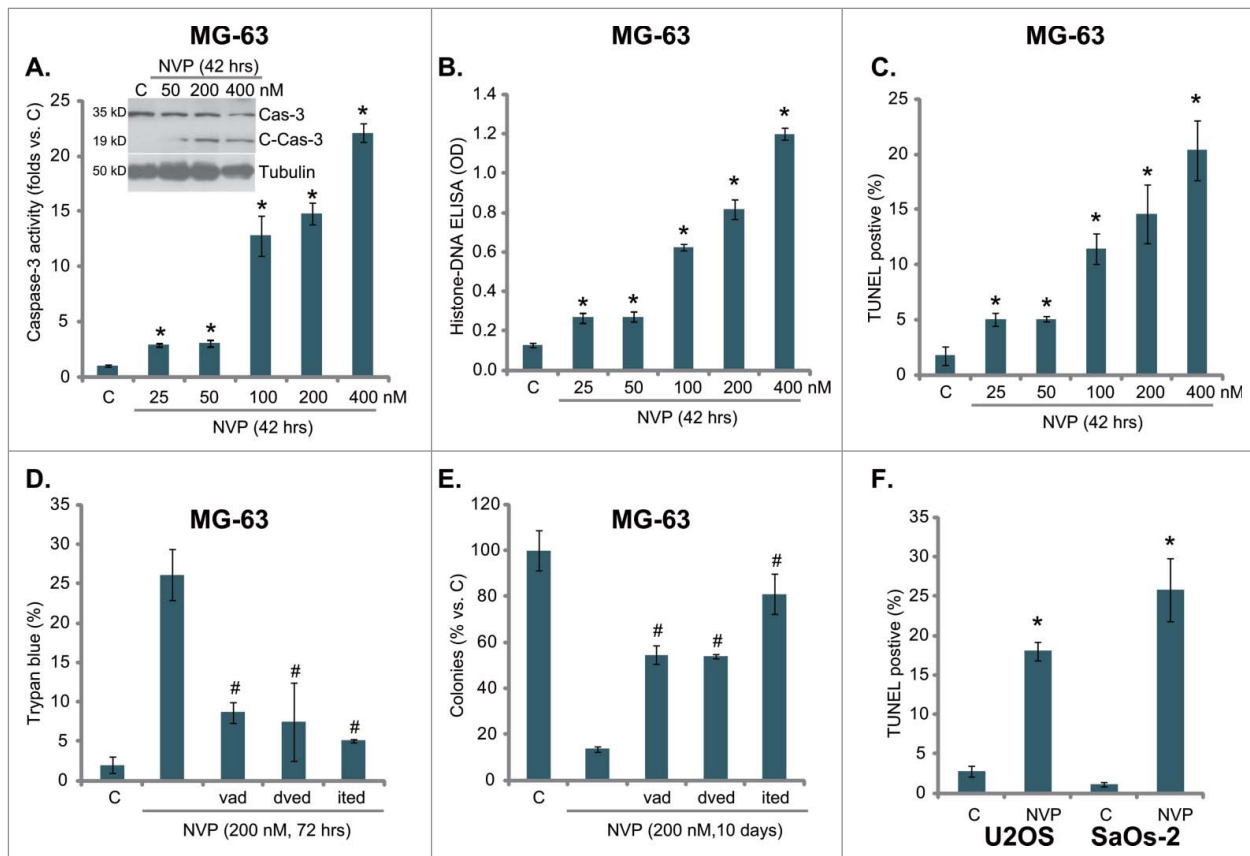 MG-63
A.
NVP (42 hrs)
C 50 200 400 nM
35 kD Cas-3
19 kD C-Cas-3
50 kD Tubulin
Caspase-3 activity (folds vs. C)
25
20
15
10
5
0
* * * * *
C 25 50 100 200 400 nM
NVP (42 hrs)
MG-63
B.
Histone-DNA ELISA (OD)
1.4
1.2
1.0
0.8
0.6
0.4
0.2
0.0
* * * * *
C 25 50 100 200 400 nM
NVP (42 hrs)
MG-63
C.
TUNEL postive (%)
25
20
15
10
5
0
* * * * *
C 25 50 100 200 400 nM
NVP (42 hrs)
D.
MG-63
Trypan blue (%)
35
30
25
20
15
10
5
0
# # #
C vad dved ited
NVP (200 nM, 72 hrs)
E.
MG-63
Colonies (% vs. C)
120
100
80
60
40
20
0
# # #
C vad dved ited
NVP (200 nM,10 days)
F.
TUNEL postive (%)
35
30
25
20
15
10
5
0
* *
C NVP C NVP
U2OS SaOs-2